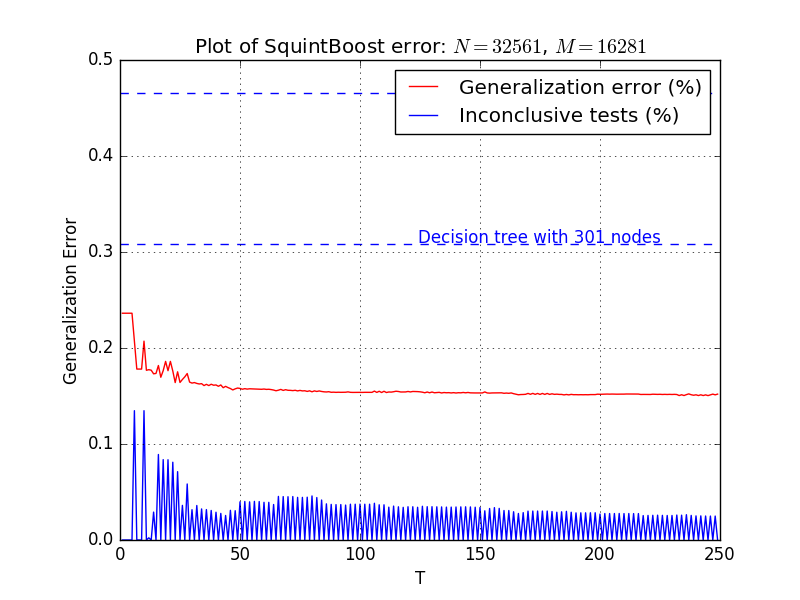 Plot of SquintBoost error: N = 32561, M = 16281
0.5
Generalization error (%)
Inconclusive tests (%)
0.4
Decision tree with 301 nodes
0.3
Generalization Error
0.2
0.1
0.0
0 50 100 150 200 250
T